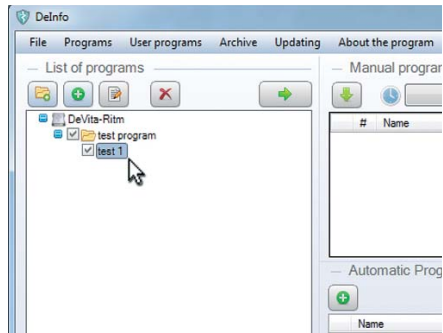 DeInfo
File Programs User programs Archive Updating About the program
List of programs
Manual program
DeVita-Ritm
test program
test 1
# Name
Automatic Prog
Name